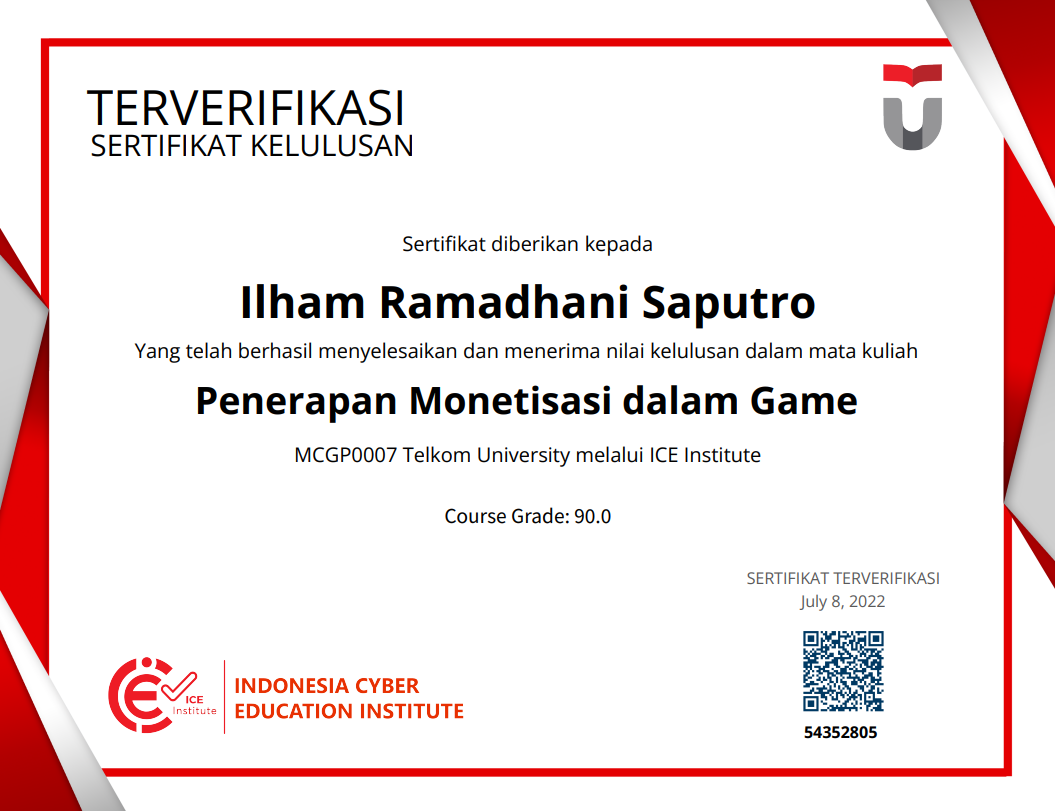 TERVERIFIKASI
SERTIFIKAT KELULUSAN
Sertifikat diberikan kepada
Ilham Ramadhani Saputro
Yang telah berhasil menyelesaikan dan menerima nilai kelulusan dalam mata kuliah
Penerapan Monetisasi dalam Game
MCGP0007 Telkom University melalui ICE Institute
Course Grade: 90.0
SERTIFIKAT TERVERIFIKASI
July 8, 2022
54352805
ICE
Institute
INDONESIA CYBER
EDUCATION INSTITUTE